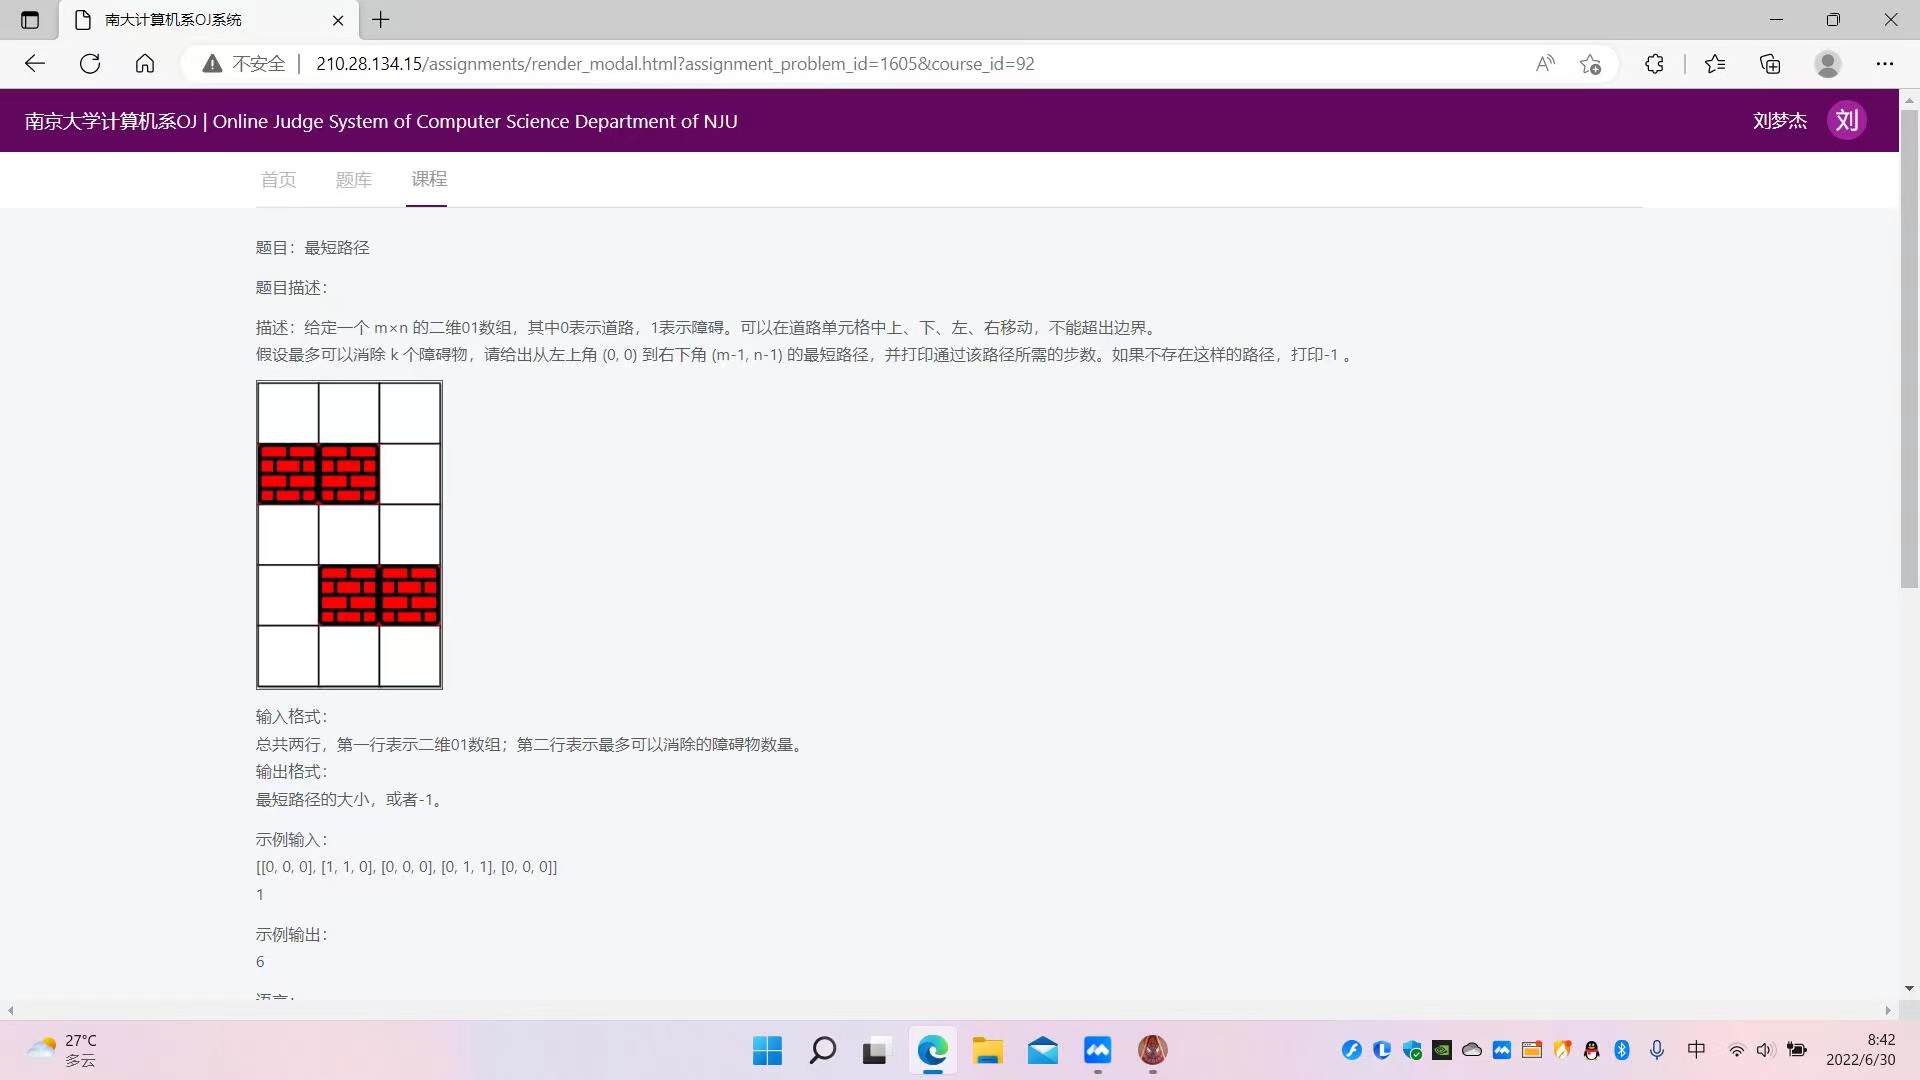 南大计算机系OJ系统
不安全 | 210.28.134.15/assignments/render_modal.html?assignment_problem_id=1605&course_id=92
南京大学计算机系OJ | Online Judge System of Computer Science Department of NJU
刘梦杰 刘
首页 题库 课程
题目：最短路径
题目描述：
描述：给定一个 m×n 的二维01数组，其中0表示道路，1表示障碍。可以在道路单元格中上、下、左、右移动，不能超出边界。
假设最多可以消除 k 个障碍物，请给出从左上角 (0, 0) 到右下角 (m-1, n-1) 的最短路径，并打印通过该路径所需的步数。如果不存在这样的路径，打印-1 。
输入格式：
总共两行，第一行表示二维01数组；第二行表示最多可以消除的障碍物数量。
输出格式：
最短路径的大小，或者-1。
示例输入：
[[0, 0, 0], [1, 1, 0], [0, 0, 0], [0, 1, 1], [0, 0, 0]]
1
示例输出：
6
语言：
27°C
多云
中
8:42
2022/6/30